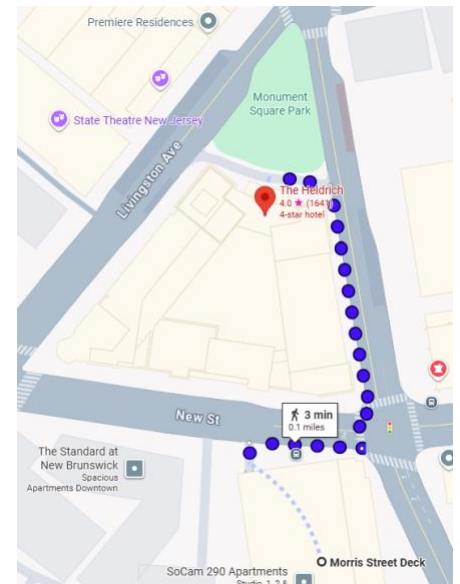 Premiere Residences
State Theatre New Jersey
Monument
Square Park
Livingston Ave
The Heldrich
4.0 ★ (1641)
4-star hotel
3 min
0.1 miles
New St
The Standard at
New Brunswick
Spacious
Apartments Downtown
Morris Street Deck
SoCam 290 Apartments